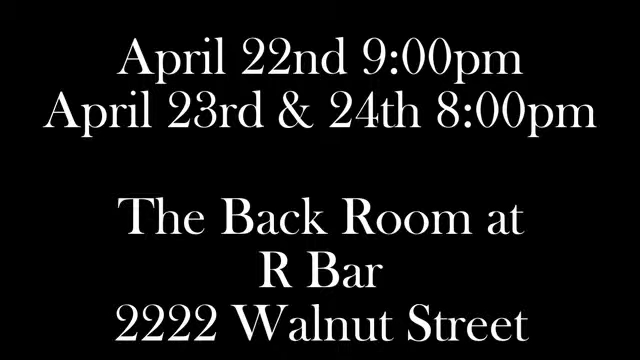 April 22nd 9:00pm
April 23rd & 24th 8:00pm
The Back Room at
R Bar
2222 Walnut Street